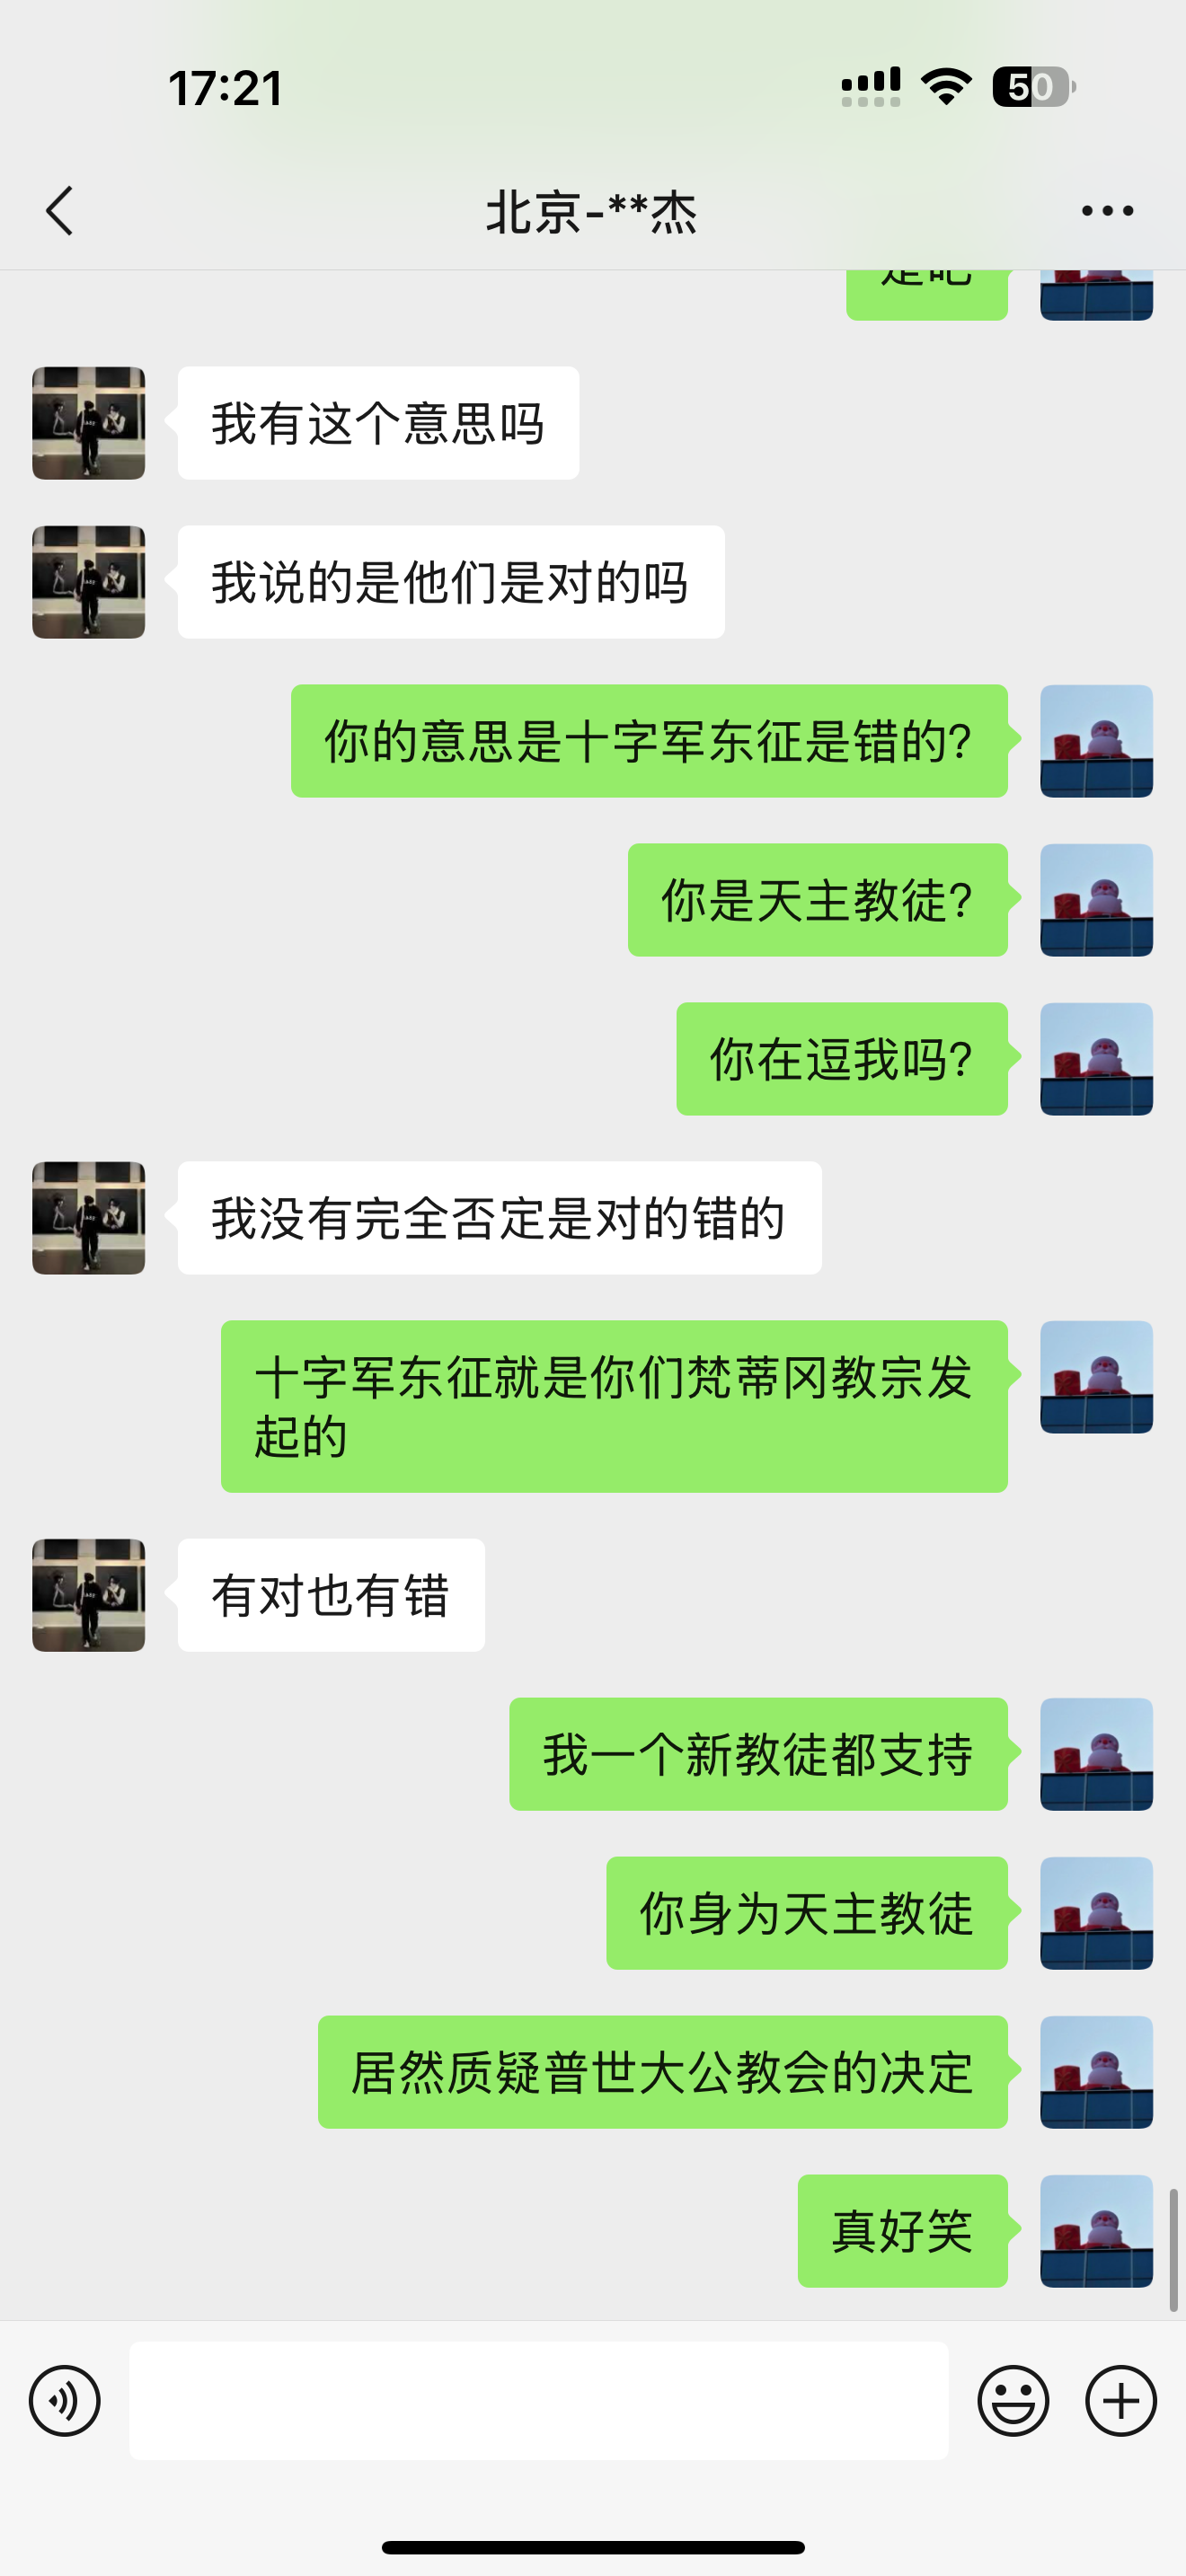 17:21
50
北京-**杰
是吧
我有这个意思吗
我说的是他们是对的吗
你的意思是十字军东征是错的?
你是天主教徒?
你在逗我吗?
我没有完全否定是对的错的
十字军东征就是你们梵蒂冈教宗发
起的
有对也有错
我一个新教徒都支持
你身为天主教徒
居然质疑普世大公教会的决定
真好笑